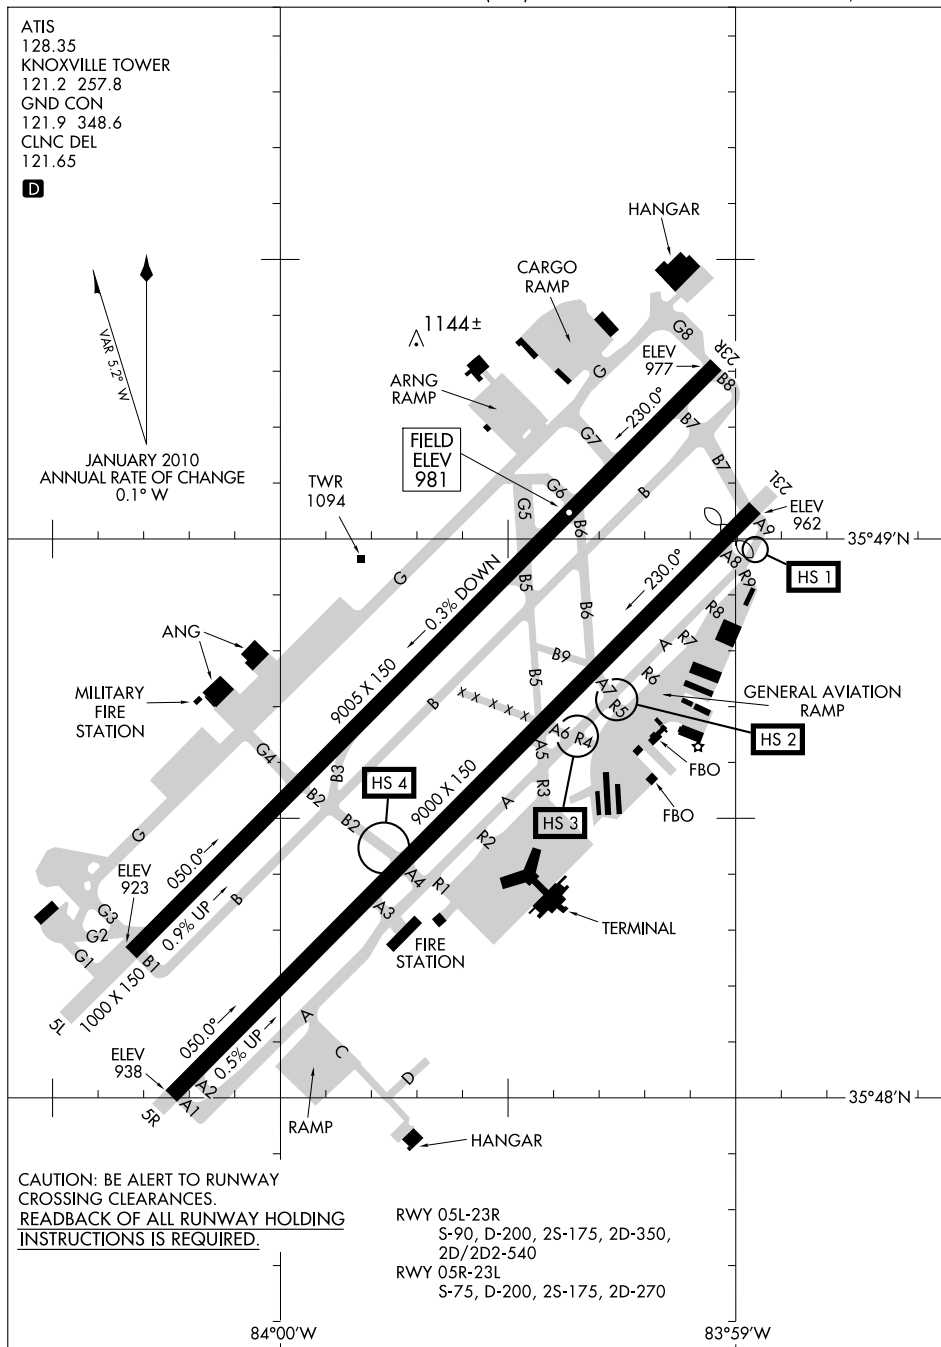 ATIS
128.35
KNOXVILLE TOWER
121.2 257.8
GND CON
121.9 348.6
CLNC DEL
121.65
D
HANGAR
CARGO
RAMP
1144±
G8
23R
ELEV
977
B8
VAR 5.2° W
ARNG
RAMP
G
230.0°
B7
JANUARY 2010
ANNUAL RATE OF CHANGE
0.1° W
FIELD
ELEV
981
G7
B7
TWR
1094
G6
G5
B6
B
23L
ELEV
962
A9
35°49'N
A8
R9
HS 1
G
0.3% DOWN
B5
230.0°
B6
R8
ANG
A
R7
B9
R6
MILITARY
FIRE
STATION
9005 X 150
B
X X X X X
B5
A7
R5
GENERAL AVIATION
RAMP
HS 2
G4
A6
R4
A5
FBO
B3
HS 4
9000 X 150
R3
FBO
B2
A
HS 3
B2
G
R2
ELEV
923
050.0°
A4
R1
0.9% UP
B
A3
G3
G2
G1
TERMINAL
B1
FIRE
STATION
1000 X 150
5L
050.0°
0.5% UP
A
ELEV
938
C
A2
D
A1
5R
35°48'N
RAMP
HANGAR
CAUTION: BE ALERT TO RUNWAY
CROSSING CLEARANCES.
READBACK OF ALL RUNWAY HOLDING
INSTRUCTIONS IS REQUIRED.
RWY 05L-23R
S-90, D-200, 2S-175, 2D-350,
2D/2D2-540
RWY 05R-23L
S-75, D-200, 2S-175, 2D-270
84°00'W
83°59'W